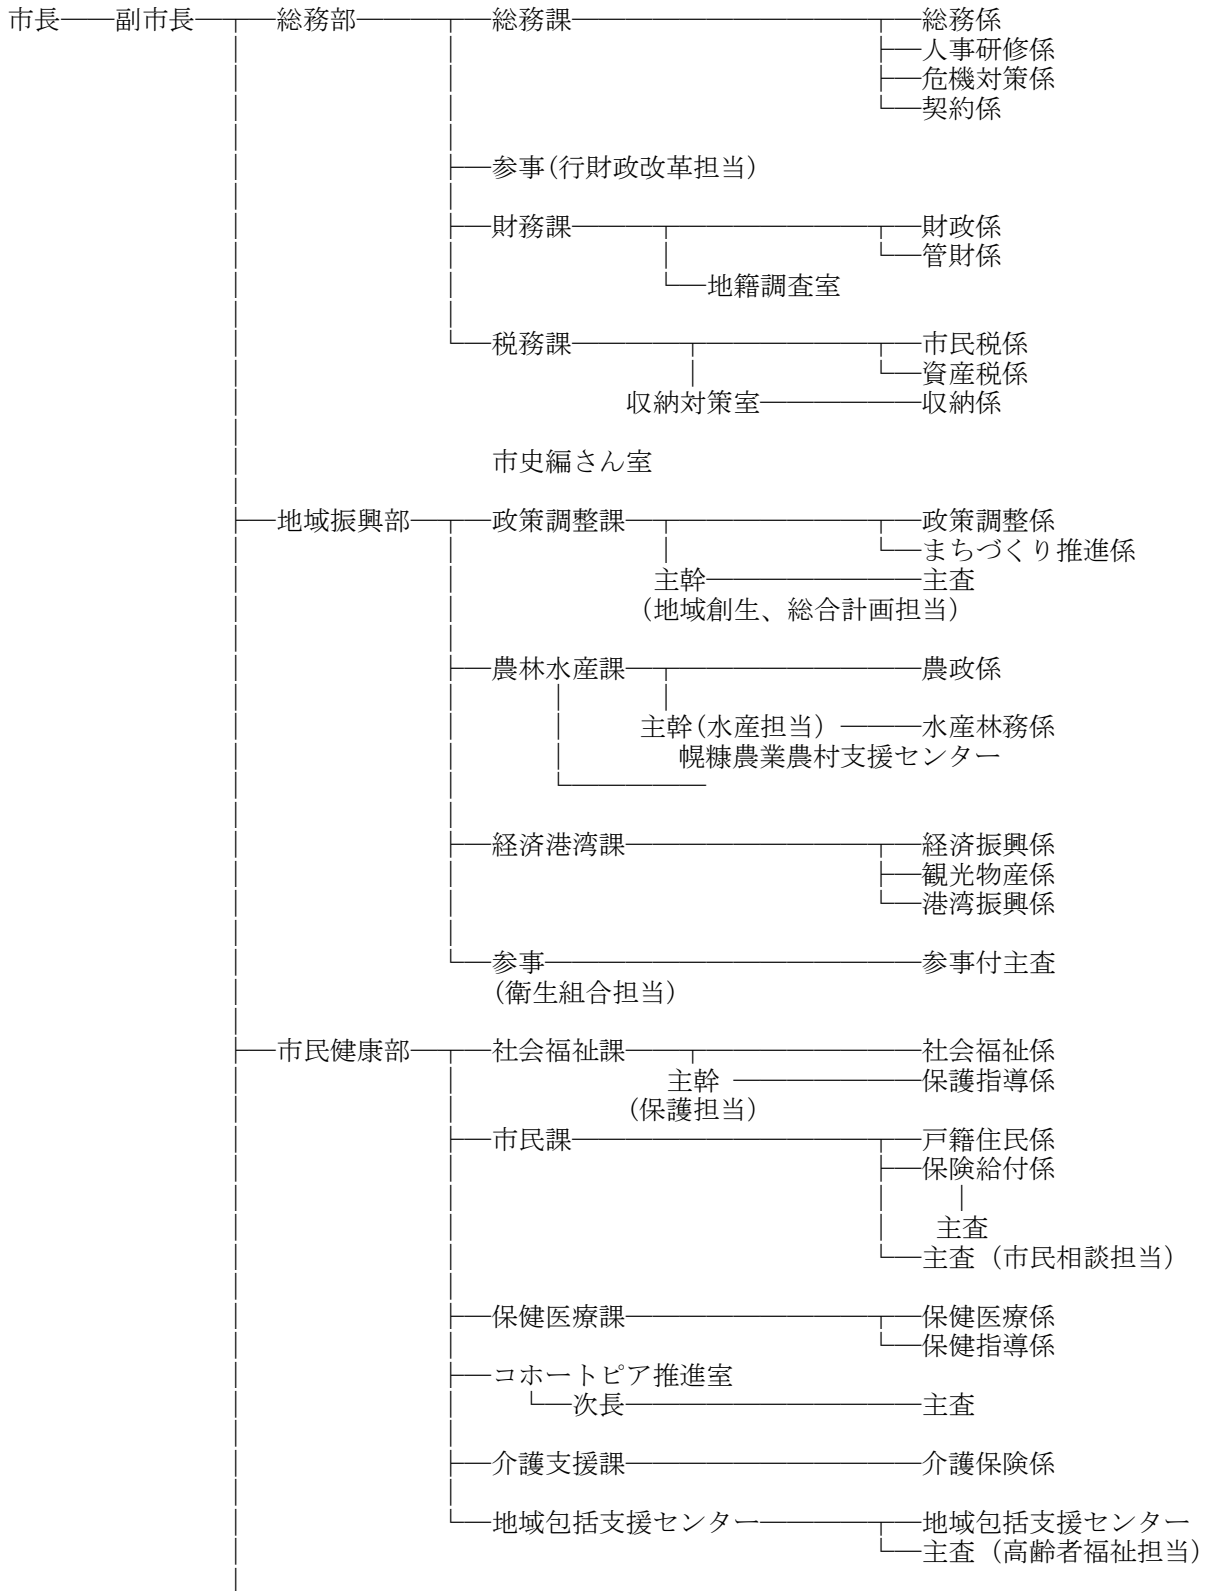 市長 副市長 総務部 総務課 総務係
人事研修係
危機対策係
契約係
参事(行財政改革担当)
財務課 財政係
管財係
地籍調査室
税務課 市民税係
資産税係
収納対策室 収納係
市史編さん室
地域振興部 政策調整課 政策調整係
まちづくり推進係
主幹 主査
(地域創生、総合計画担当)
農林水産課 農政係
主幹(水産担当) 水産林務係
幌糠農業農村支援センター
経済港湾課 経済振興係
観光物産係
港湾振興係
参事 参事付主査
(衛生組合担当)
市民健康部 社会福祉課 社会福祉係
主幹 保護指導係
(保護担当)
市民課 戸籍住民係
保険給付係
主査
主査(市民相談担当)
保健医療課 保健医療係
保健指導係
コホートピア推進室
次長 主査
介護支援課 介護保険係
地域包括支援センター 地域包括支援センター
主査(高齢者福祉担当)